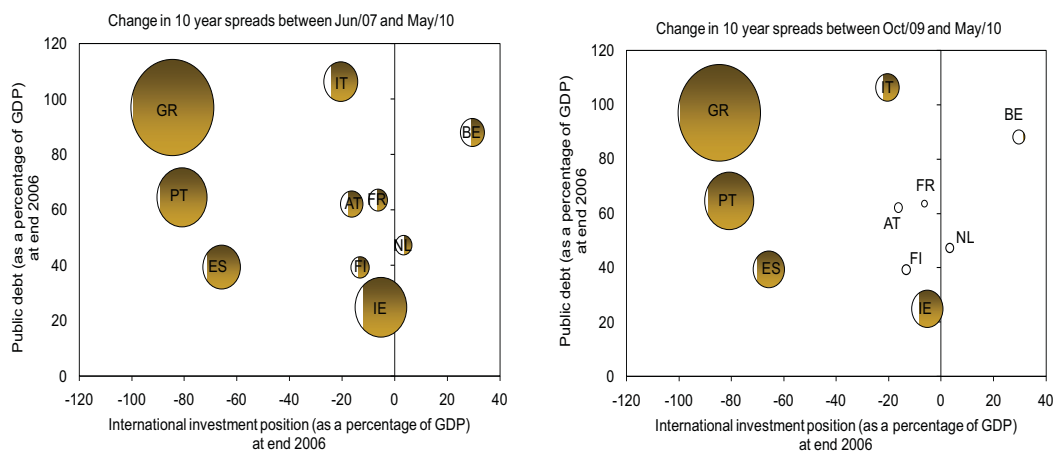 Change in 10 year spreads between Jun/07 and May/10
Public debt (as a percentage of GDP)
at end 2006
120
100
80
60
40
20
0
-120 -100 -80 -60 -40 -20 0 20 40
GR
IT
BE
PT
AT
FR
NL
ES
FI
IE
International investment position (as a percentage of GDP)
at end 2006
Change in 10 year spreads between Oct/09 and May/10
Public debt (as a percentage of GDP)
at end 2006
120
100
80
60
40
20
0
-120 -100 -80 -60 -40 -20 0 20 40
GR
IT
BE
PT
FR
AT
NL
ES
FI
IE
International investment position (as a percentage of GDP)
at end 2006